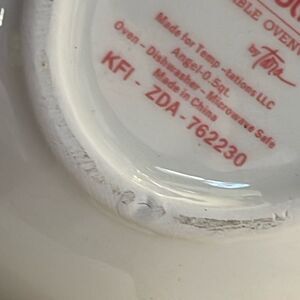 BLE OVEN
by Tara
Made for Temp-tations LLC
Angel-0.5qt.
Oven - Dishwasher - Microwave Safe
Made in China
KFI - ZDA - 762230